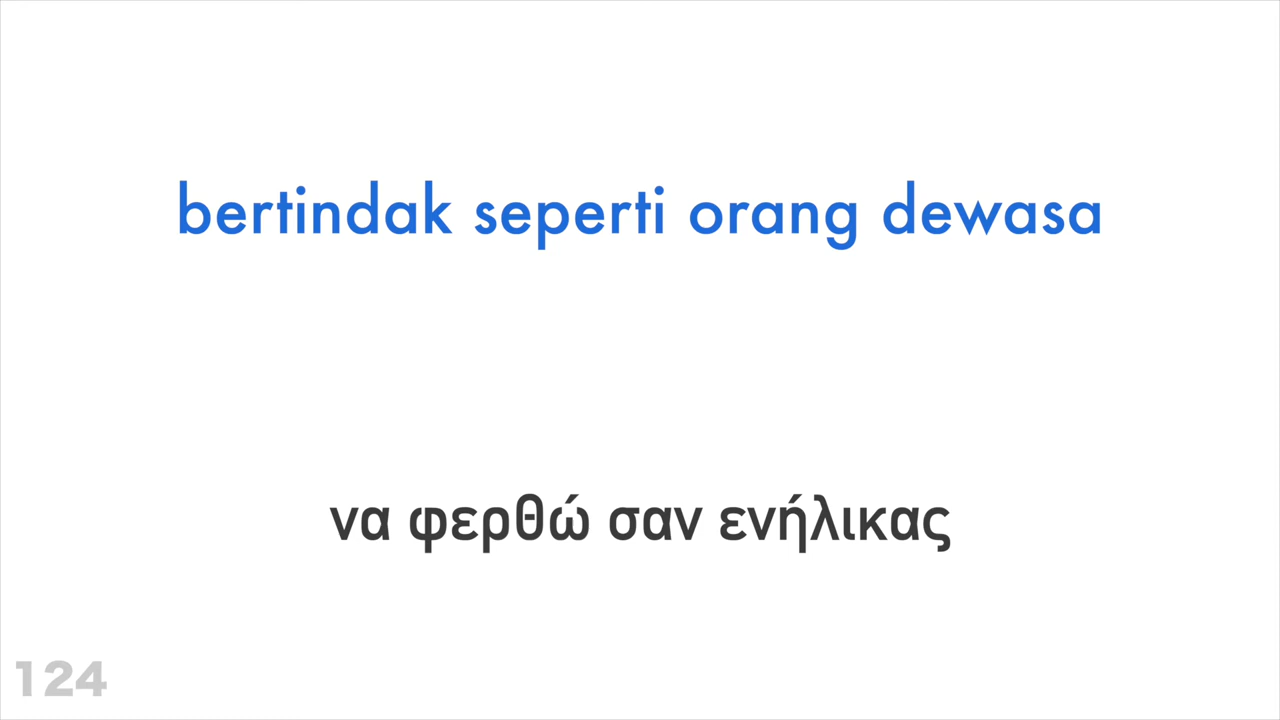 bertindak seperti orang dewasa
να φερθώ σαν ενήλικας
124